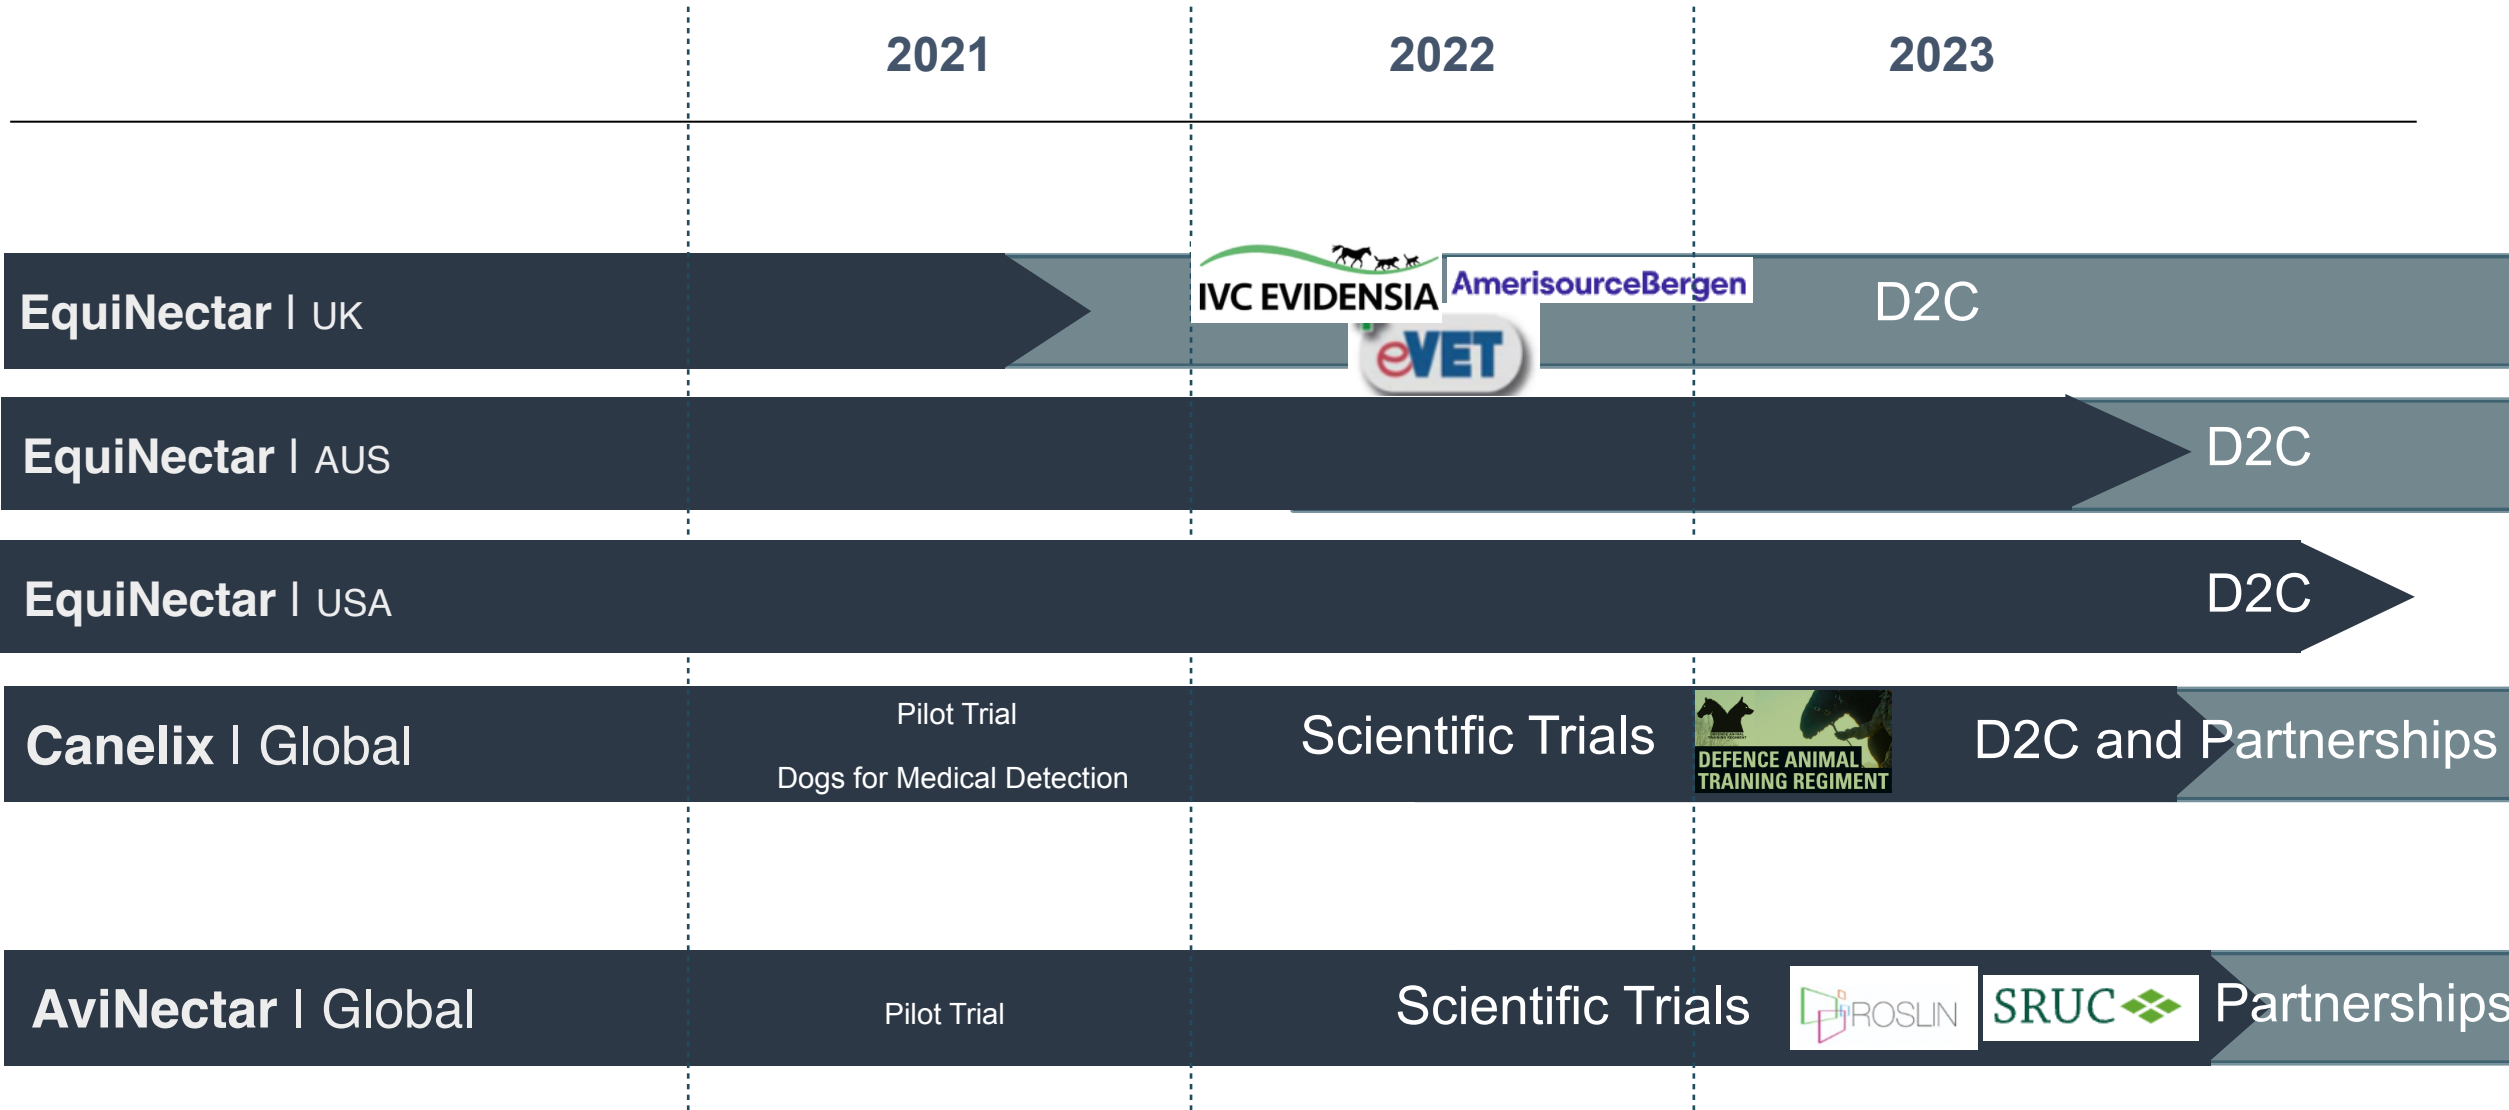 2021 2022 2023
EquiNectar | UK
IVC EVIDENSIA
AmerisourceBergen
eVET
D2C
EquiNectar | AUS
D2C
EquiNectar | USA
D2C
Canelix | Global
Pilot Trial
Dogs for Medical Detection
Scientific Trials
DEFENCE ANIMAL
TRAINING REGIMENT
D2C and Partnerships
AviNectar | Global
Pilot Trial
Scientific Trials
ROSLIN
SRUC
Partnerships